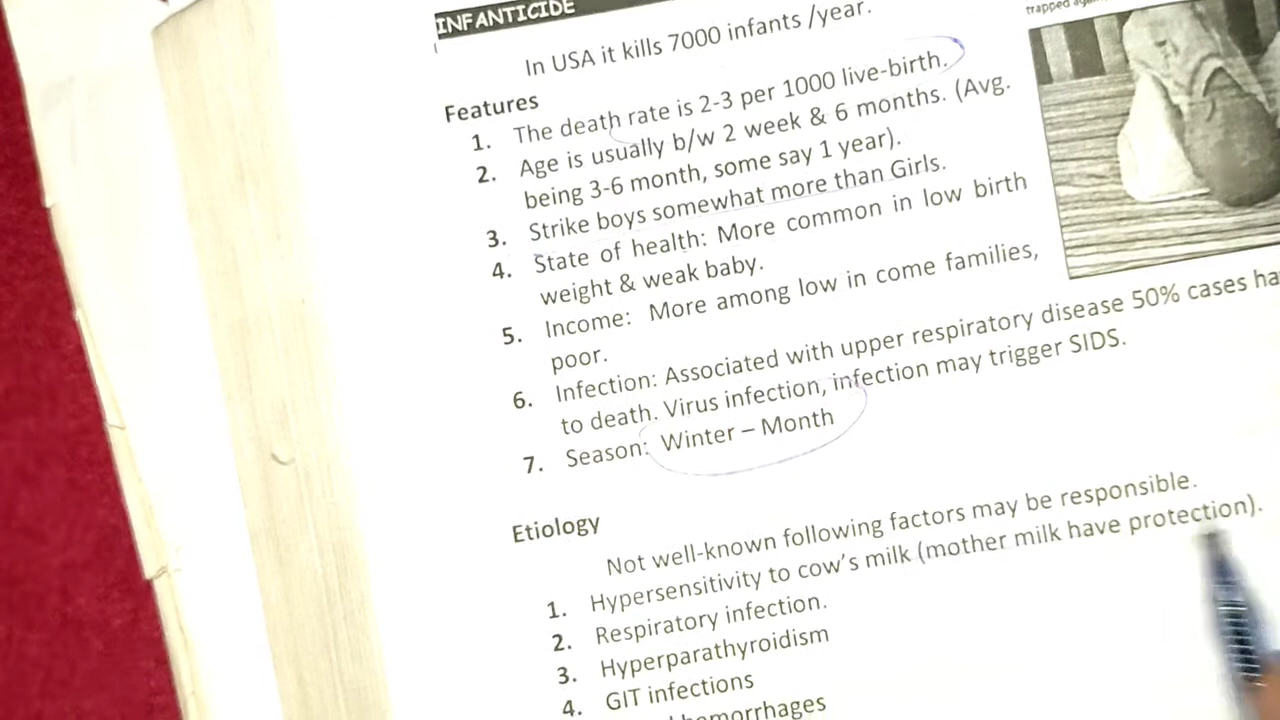 INFANTICIDE
trapped
In USA it kills 7000 infants /year.
Features
1. The death rate is 2-3 per 1000 live-birth.
2. Age is usually b/w 2 week & 6 months. (Avg.
being 3-6 month, some say 1 year).
3. Strike boys somewhat more than Girls.
4. State of health: More common in low birth
weight & weak baby.
5. Income: More among low in come families,
poor.
6. Infection: Associated with upper respiratory disease 50% cases
to death. Virus infection, infection may trigger SIDS.
7. Season: Winter – Month
Etiology
Not well-known following factors may be responsible.
1. Hypersensitivity to cow's milk (mother milk have protection).
2. Respiratory infection.
3. Hyperparathyroidism
4. GIT infections
hemorrhages